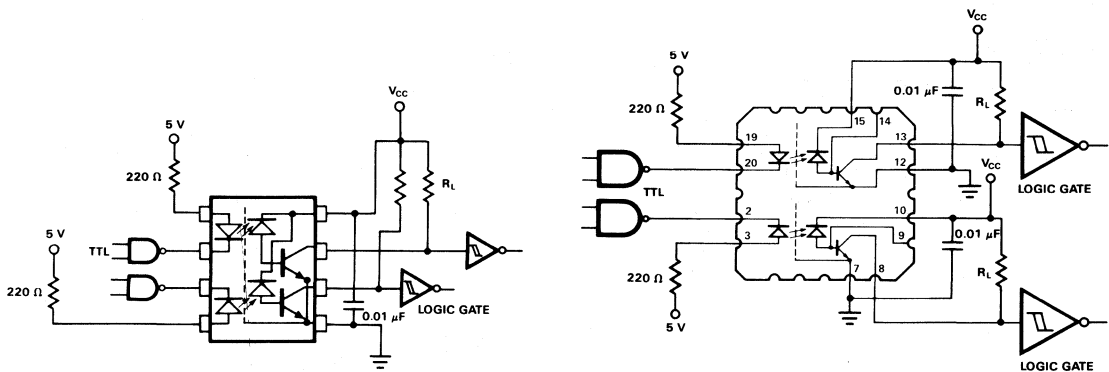 5 V
220 Ω
5 V
TTL
220 Ω
VCC
RL
LOGIC GATE
0.01 μF
5 V
220 Ω
TTL
220 Ω
5 V
19
20
2
3
15
14
13
12
10
9
7
8
VCC
0.01 μF
RL
LOGIC GATE
VCC
0.01 μF
RL
LOGIC GATE